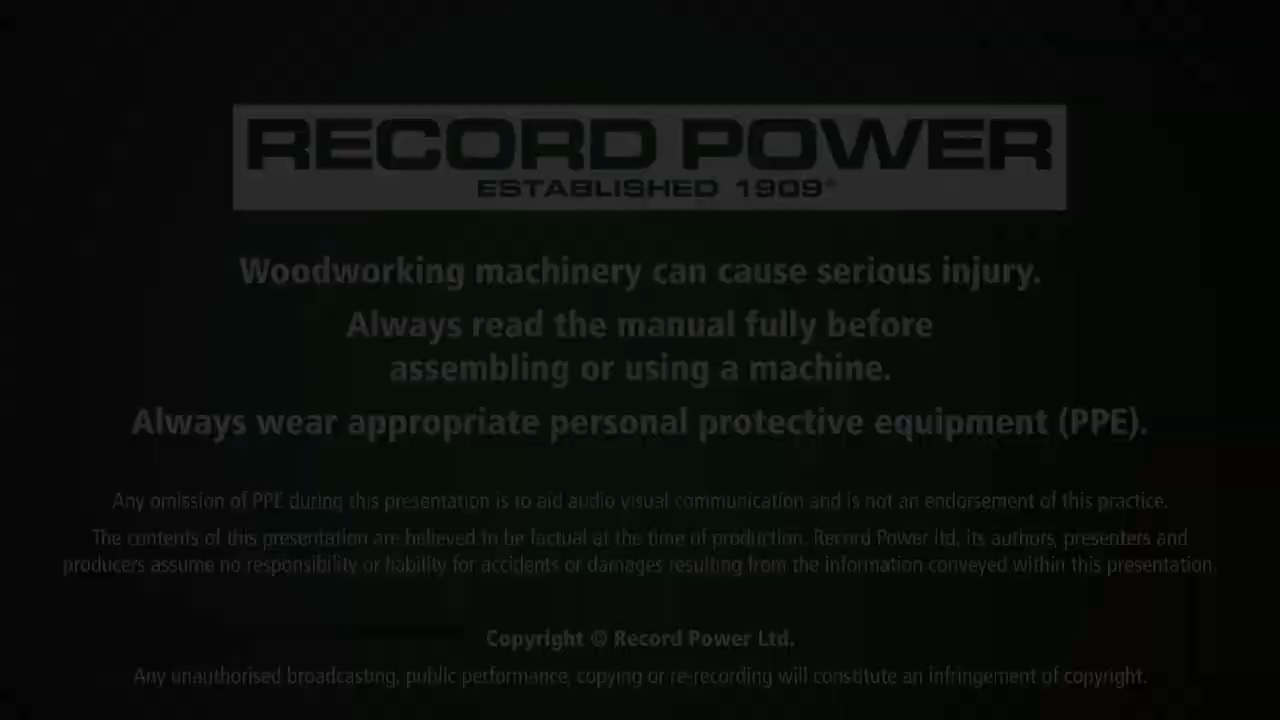 RECORD POWER
ESTABLISHED 1909®
Woodworking machinery can cause serious injury.
Always read the manual fully before
assembling or using a machine.
Always wear appropriate personal protective equipment (PPE).
Any omission of PPE during this presentation is to aid audio visual communication and is not an endorsement of this practice.
The contents of this presentation are believed to be factual at the time of production. Record Power ltd, its authors, presenters and
producers assume no responsibility or liability for accidents or damages resulting from the information conveyed within this presentation.
Copyright © Record Power Ltd.
Any unauthorised broadcasting, public performance, copying or re-recording will constitute an infringement of copyright.